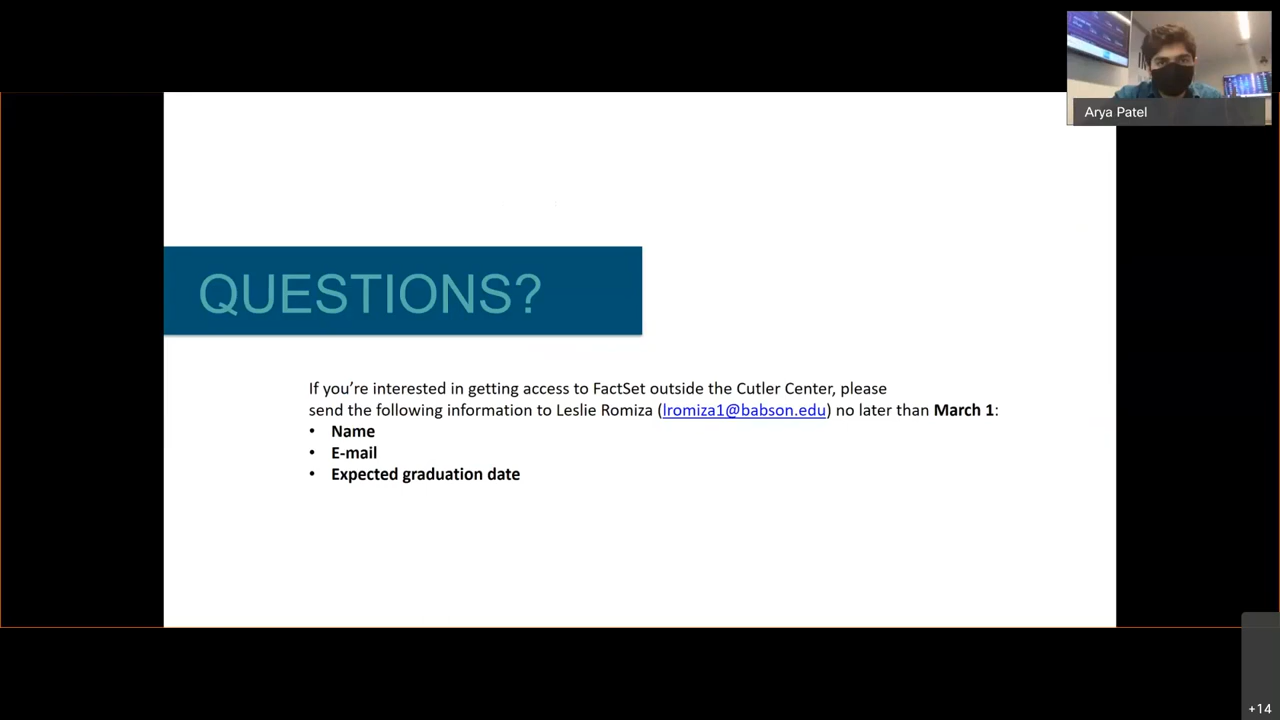 Arya Patel
QUESTIONS?
If you’re interested in getting access to FactSet outside the Cutler Center, please
send the following information to Leslie Romiza (lromiza1@babson.edu) no later than March 1:
• Name
• E-mail
• Expected graduation date
+14